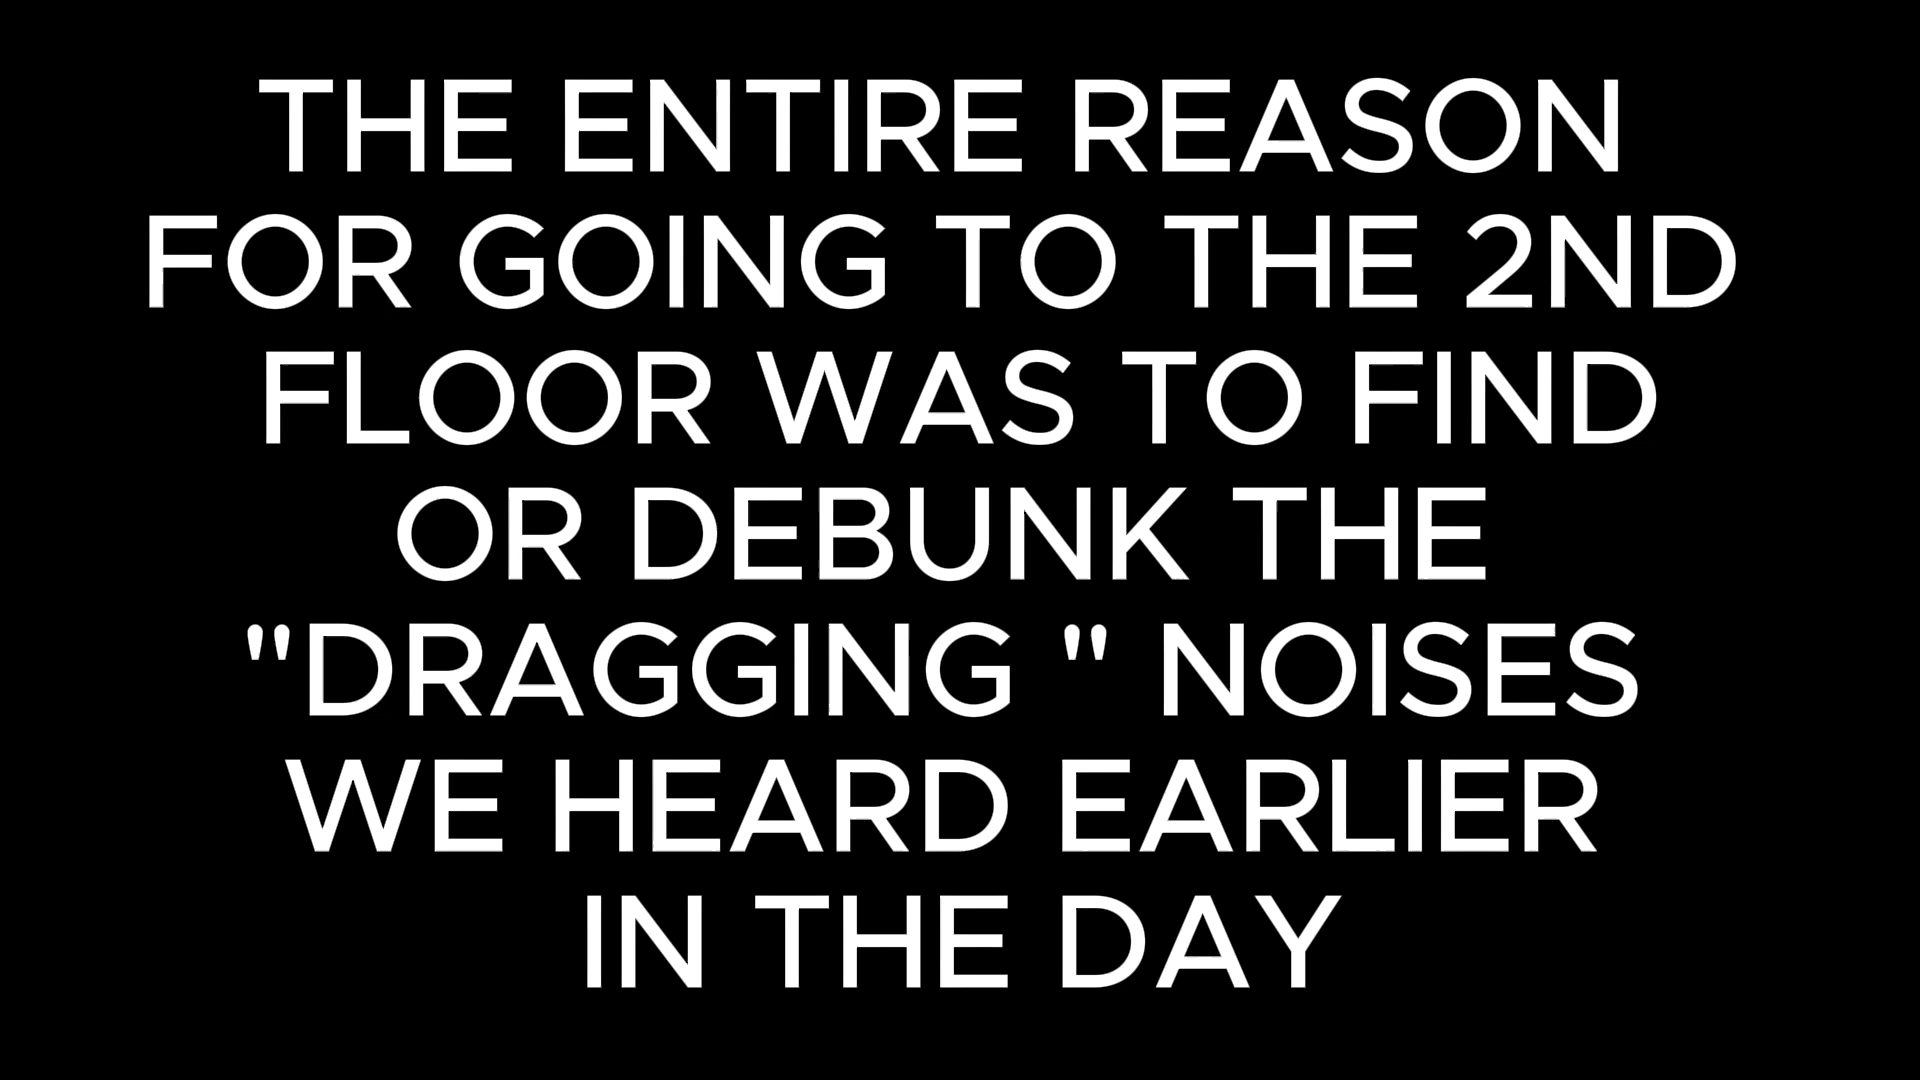 THE ENTIRE REASON
FOR GOING TO THE 2ND
FLOOR WAS TO FIND
OR DEBUNK THE
"DRAGGING " NOISES
WE HEARD EARLIER
IN THE DAY